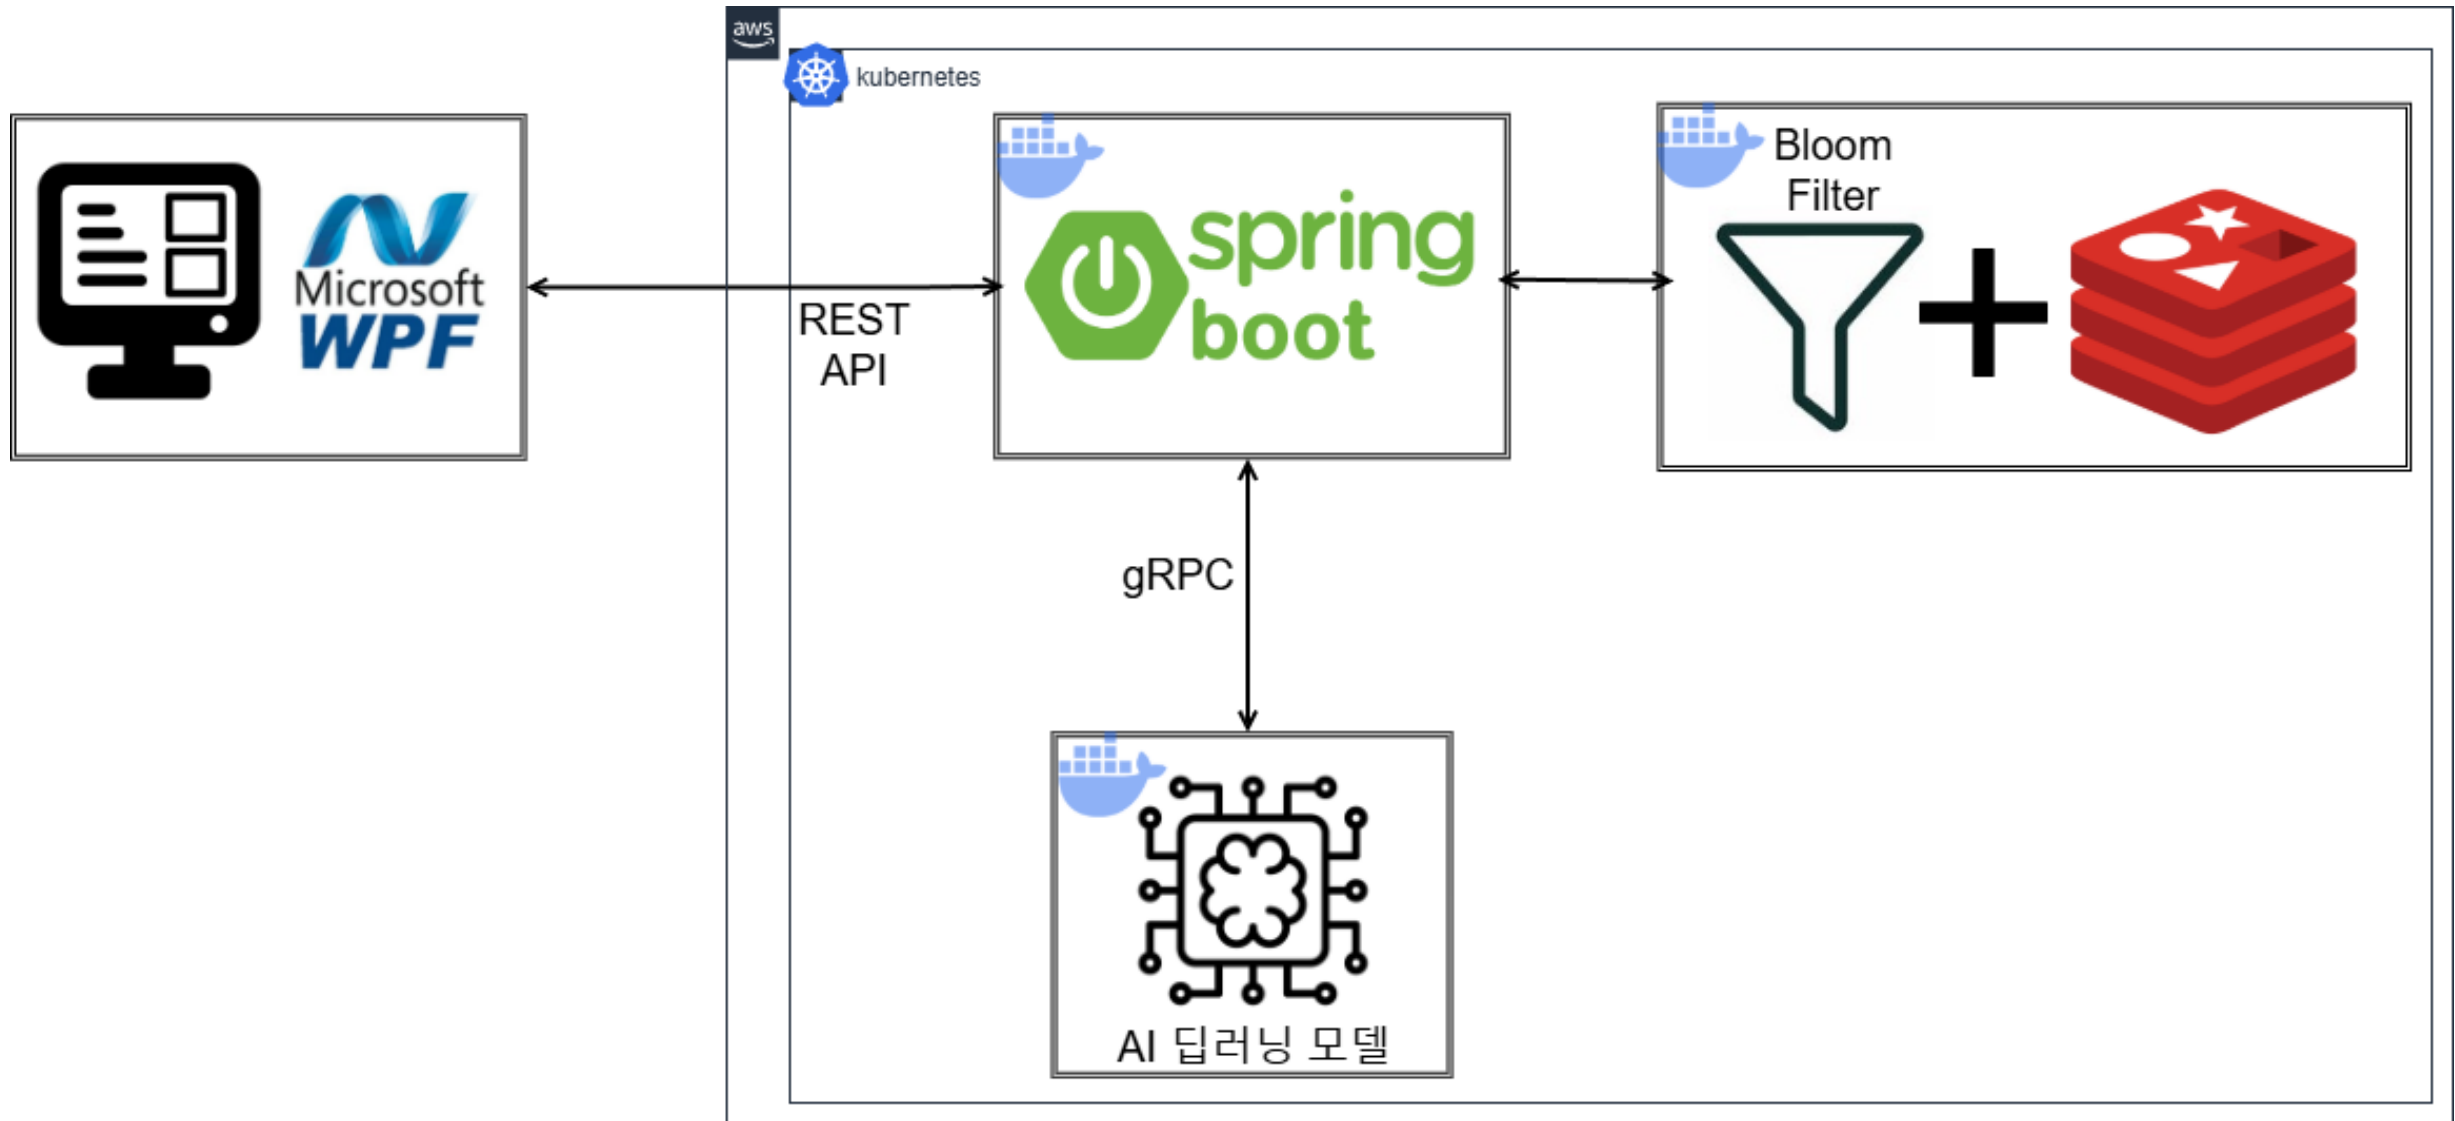 aws
kubernetes
Microsoft
WPF
REST
API
spring
boot
Bloom
Filter
gRPC
AI 딥러닝 모델